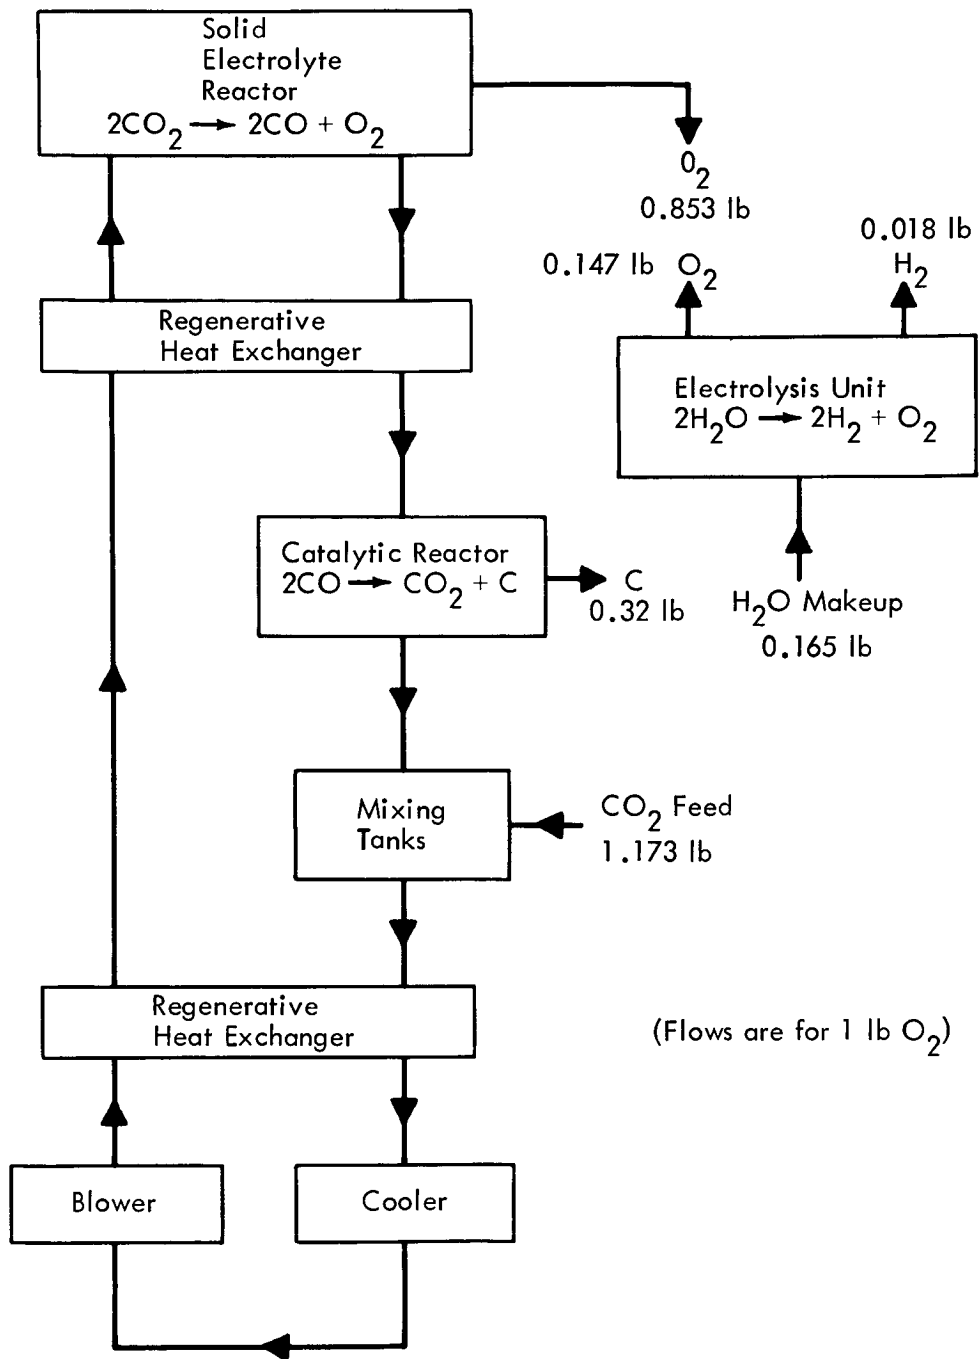 Solid
Electrolyte
Reactor
2CO₂ → 2CO + O₂
O₂
0.853 lb
0.018 lb
0.147 lb O₂
H₂
Regenerative
Heat Exchanger
Electrolysis Unit
2H₂O → 2H₂ + O₂
Catalytic Reactor
2CO → CO₂ + C
C
0.32 lb
H₂O Makeup
0.165 lb
Mixing
Tanks
CO₂ Feed
1.173 lb
Regenerative
Heat Exchanger
(Flows are for 1 lb O₂)
Blower
Cooler